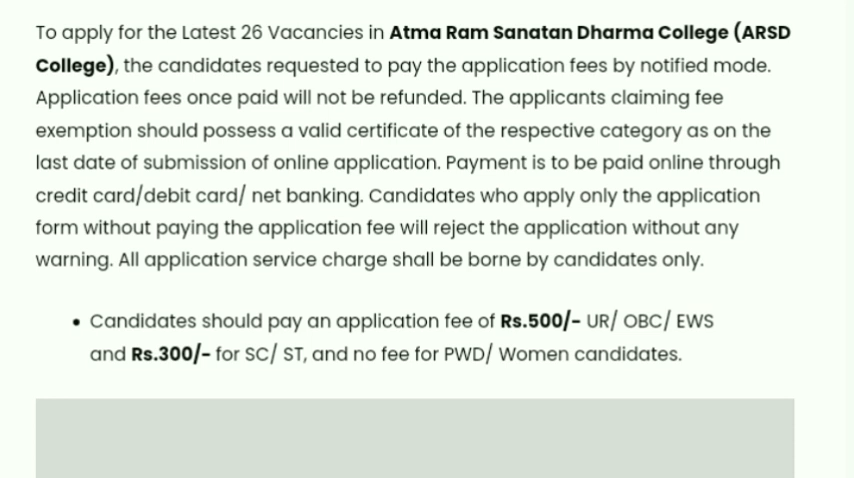 To apply for the Latest 26 Vacancies in Atma Ram Sanatan Dharma College (ARSD
College), the candidates requested to pay the application fees by notified mode.
Application fees once paid will not be refunded. The applicants claiming fee
exemption should possess a valid certificate of the respective category as on the
last date of submission of online application. Payment is to be paid online through
credit card/debit card/ net banking. Candidates who apply only the application
form without paying the application fee will reject the application without any
warning. All application service charge shall be borne by candidates only.
• Candidates should pay an application fee of Rs.500/- UR/ OBC/ EWS
and Rs.300/- for SC/ ST, and no fee for PWD/ Women candidates.